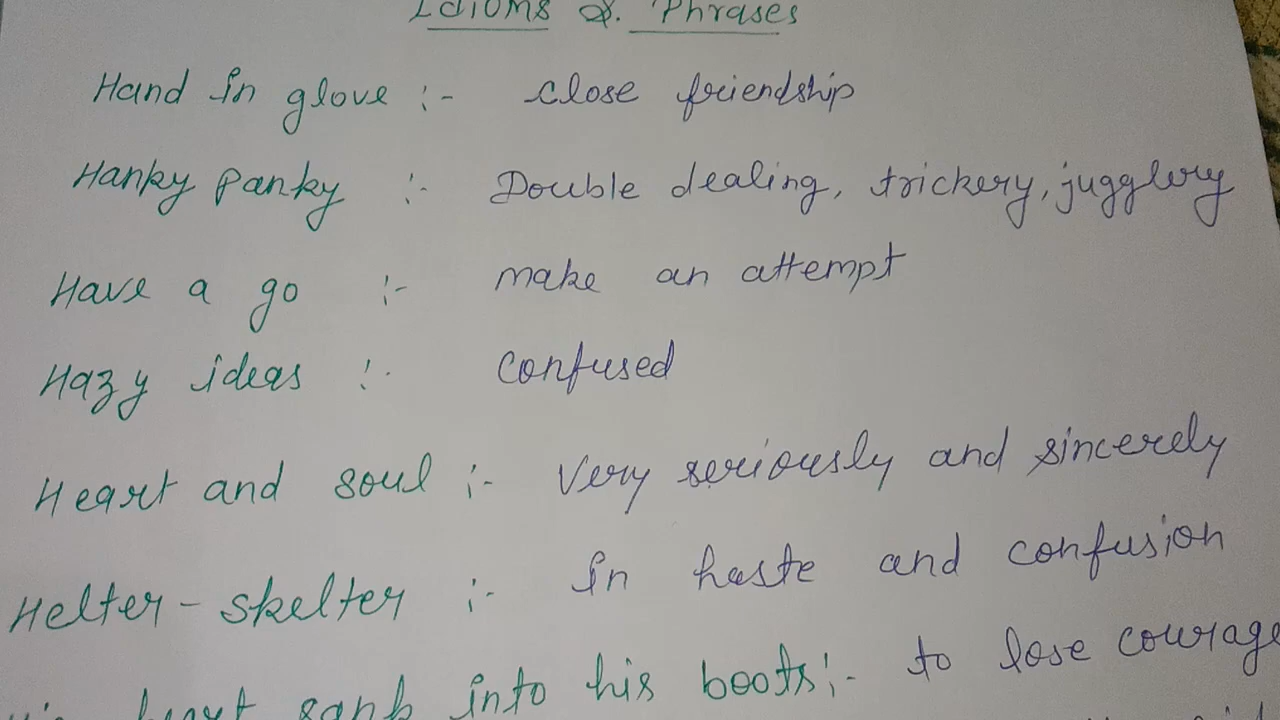 Idioms & Phrases
Hand in glove :- close friendship
Hanky panky :- Double dealing, trickery, jugglery
Have a go :- make an attempt
Hazy ideas :- confused
Heart and soul :- Very seriously and sincerely
Helter-skelter :- in haste and confusion
heart sank into his boots:- to lose courage